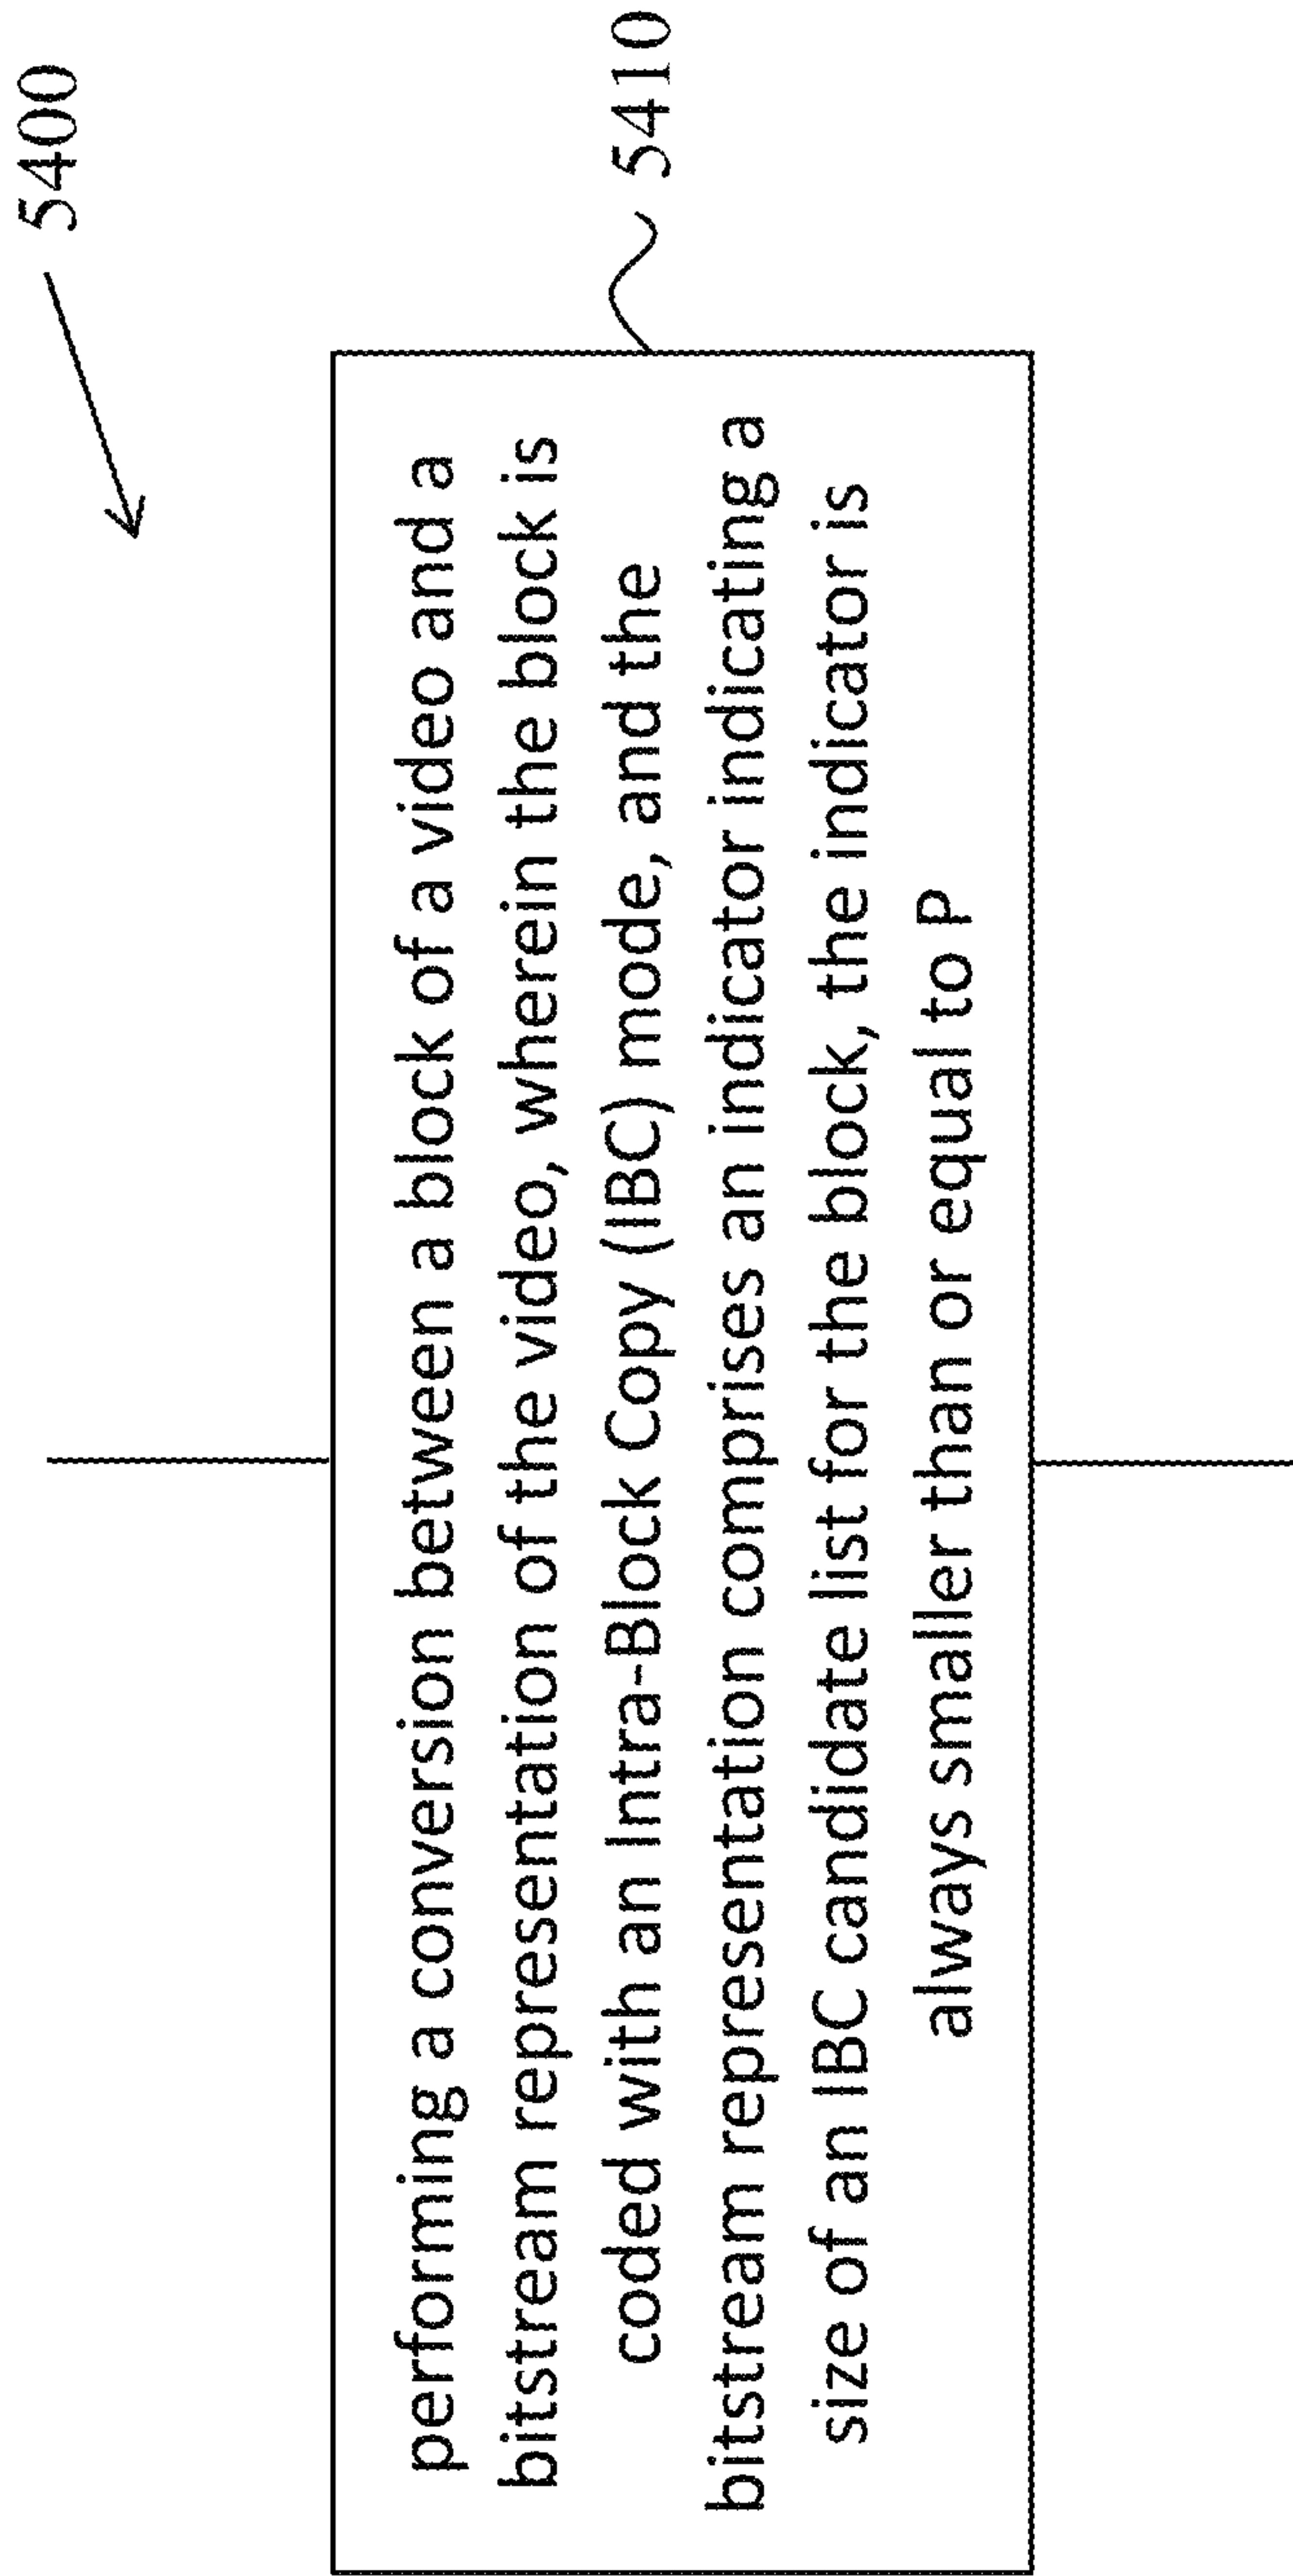 5400
performing a conversion between a block of a video and a
bitstream representation of the video, wherein the block is
coded with an Intra-Block Copy (IBC) mode, and the
bitstream representation comprises an indicator indicating a
size of an IBC candidate list for the block, the indicator is
always smaller than or equal to P
5410